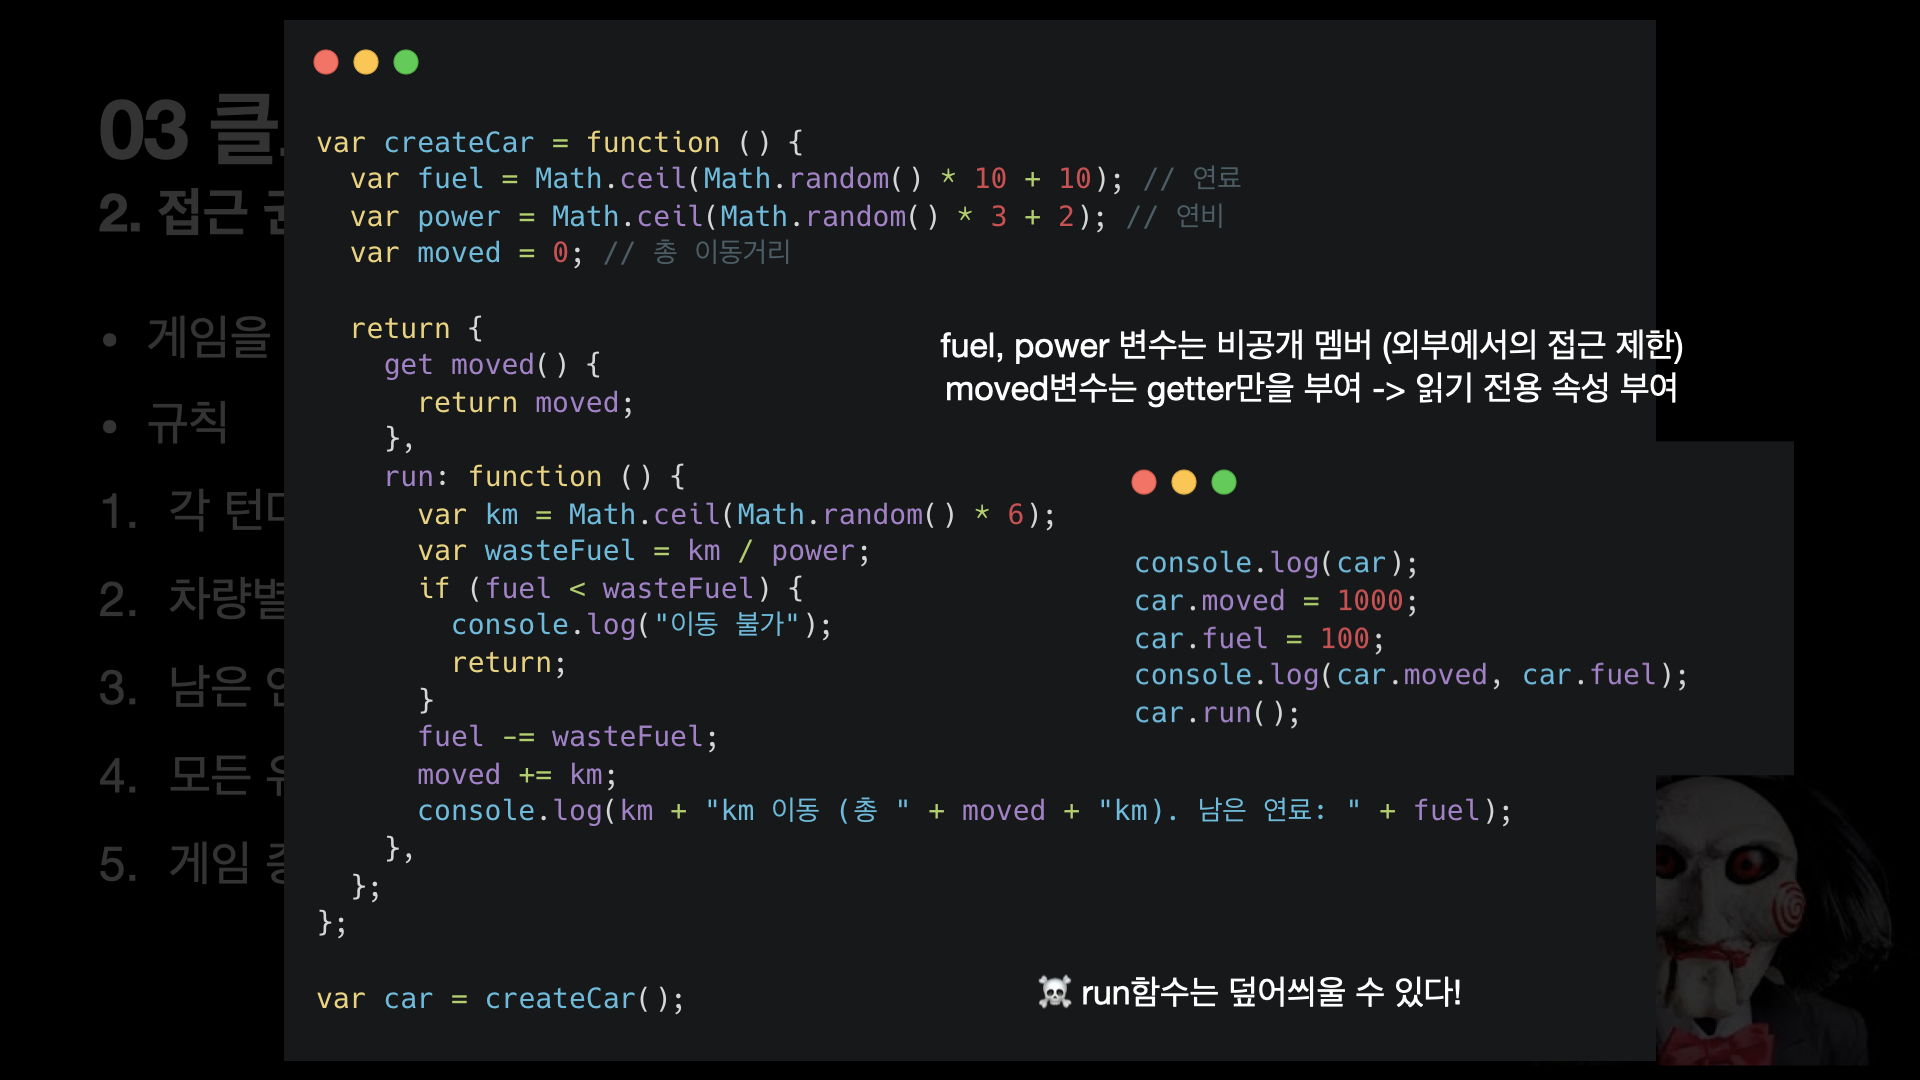 03 클
2. 접근
• 게임을
• 규칙
1. 각 턴
2. 차량별
3. 남은
4. 모든
5. 게임
var createCar = function () {
  var fuel = Math.ceil(Math.random() * 10 + 10); // 연료
  var power = Math.ceil(Math.random() * 3 + 2); // 연비
  var moved = 0; // 총 이동거리
  return {
    get moved() {
      return moved;
    },
    run: function () {
      var km = Math.ceil(Math.random() * 6);
      var wasteFuel = km / power;
      if (fuel < wasteFuel) {
        console.log("이동 불가");
        return;
      }
      fuel -= wasteFuel;
      moved += km;
      console.log(km + "km 이동 (총 " + moved + "km). 남은 연료: " + fuel);
    },
  };
};
var car = createCar();
fuel, power 변수는 비공개 멤버 (외부에서의 접근 제한)
moved변수는 getter만을 부여 -> 읽기 전용 속성 부여
console.log(car);
car.moved = 1000;
car.fuel = 100;
console.log(car.moved, car.fuel);
car.run();
☠️ run함수는 덮어씌울 수 있다!